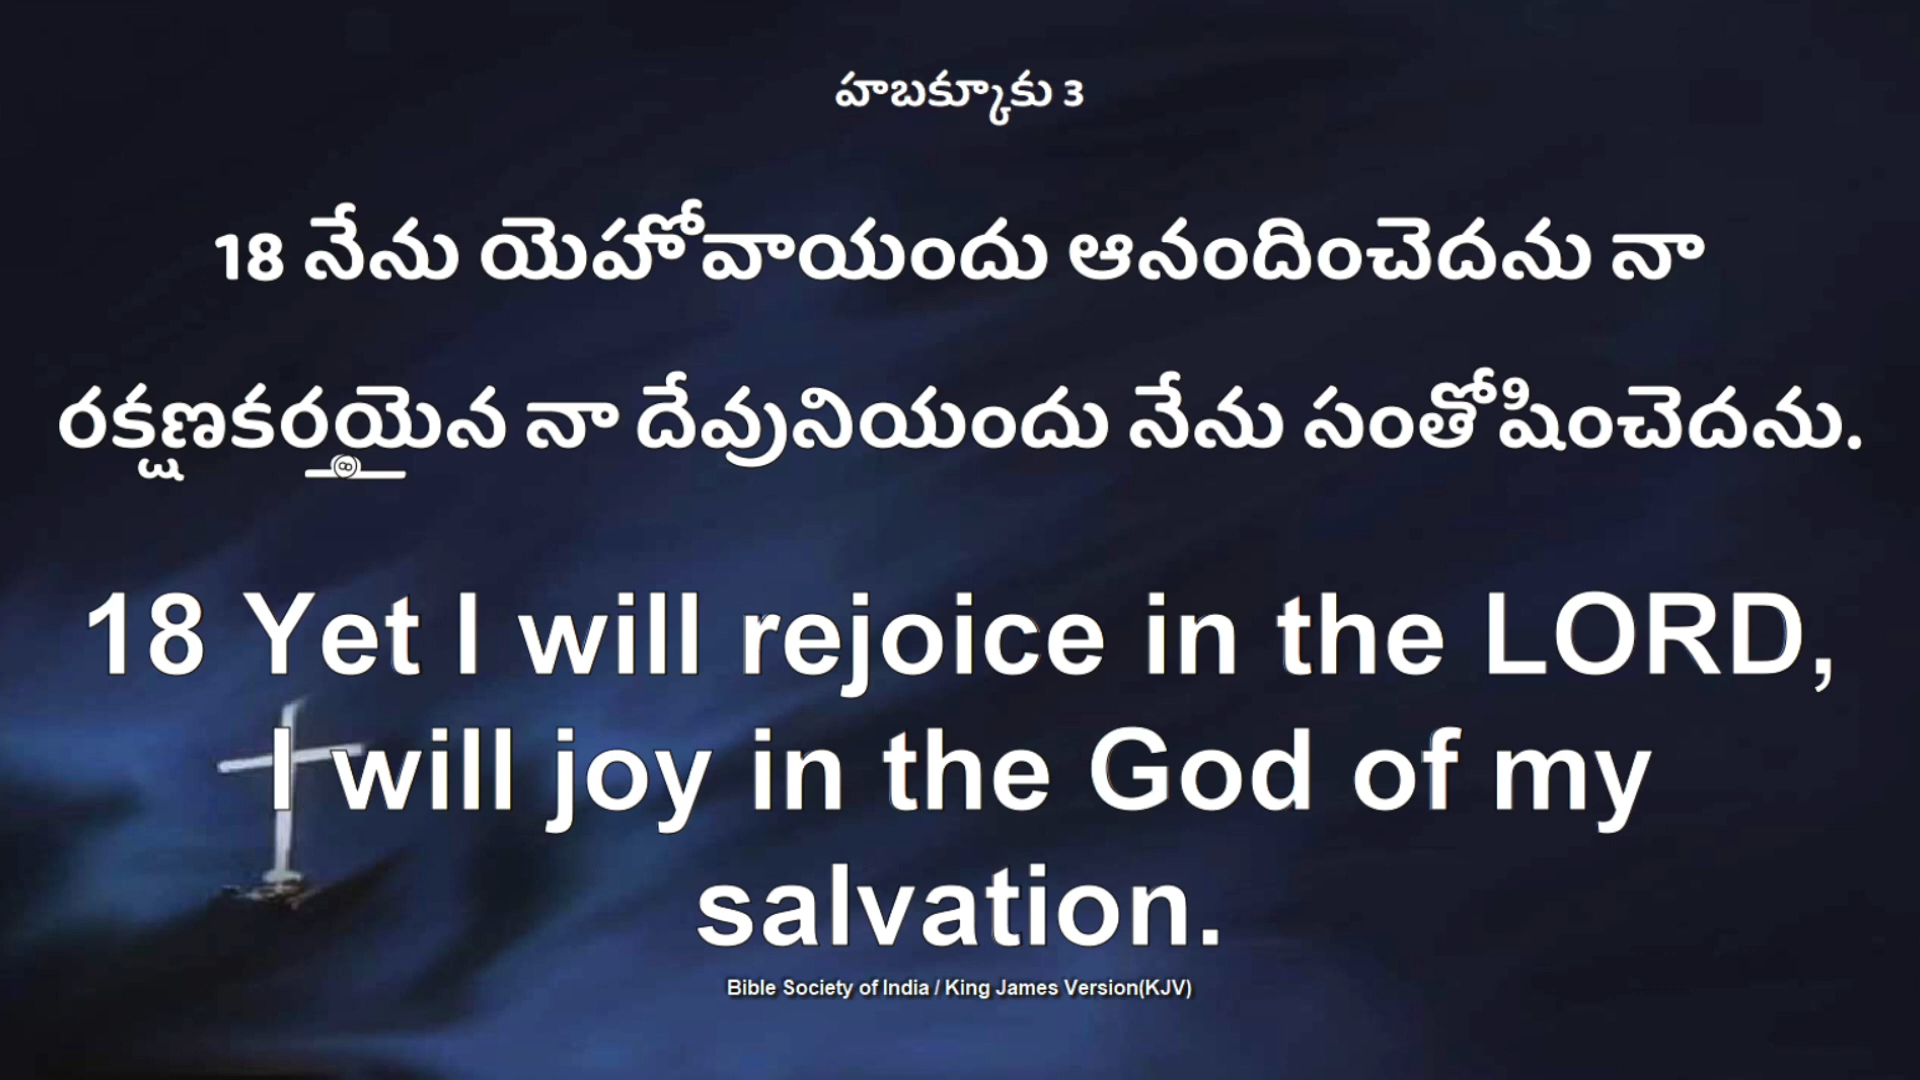 హబక్కూకు 3
18 నేను యెహోవాయందు ఆనందించెదను నా
రక్షణకర్తయైన నా దేవునియందు నేను సంతోషించెదను.
18 Yet I will rejoice in the LORD,
I will joy in the God of my
salvation.
Bible Society of India / King James Version(KJV)